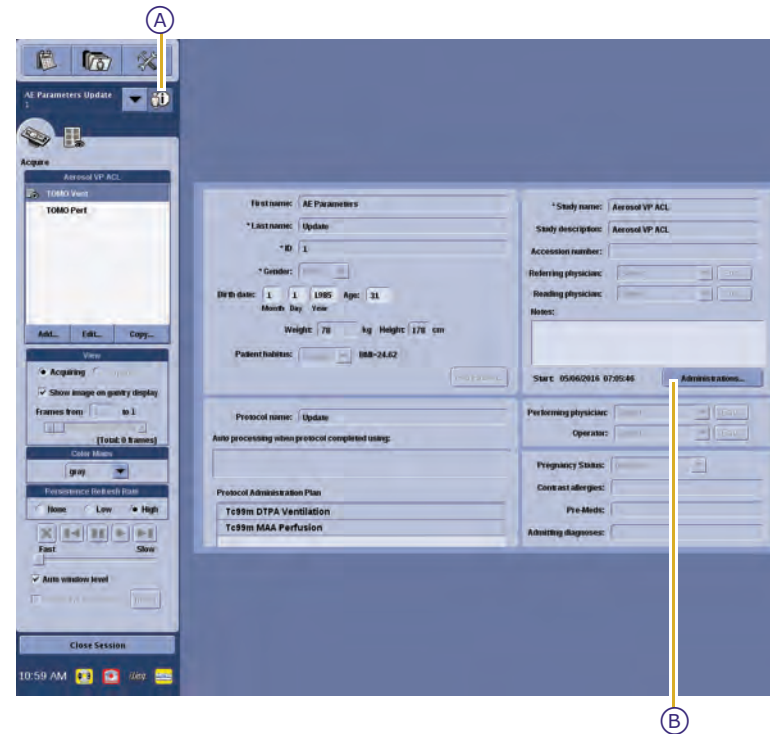 A
AE Parameters Update
1
Acquire
Aerosol VP ACL
TOMO Vent
TOMO Perf
Add... Edit... Copy...
View
Acquiring
Show image on gantry display
Frames from to 1
[Total: 0 frames]
Color Maps
gray
Persistence Refresh Rate
None Low High
Fast Slow
Auto window level
Close Session
10:59 AM
First name: AE Parameters
*Last name: Update
*ID 1
*Gender:
Birth date: 1 1 1985 Age: 31
Month Day Year
Weight: 78 kg Height: 178 cm
Patient habitus: BMI=24.62
Protocol name: Update
Auto processing when protocol completed using:
Protocol Administration Plan
Tc99m DTPA Ventilation
Tc99m MAA Perfusion
*Study name: Aerosol VP ACL
Study description: Aerosol VP ACL
Accession number:
Referring physician:
Reading physician:
Notes:
Start: 05/06/2016 07:05:46 Administrations...
Performing physician:
Operator:
Pregnancy Status:
Contrast allergies:
Pre-Meds:
Admitting diagnoses:
B